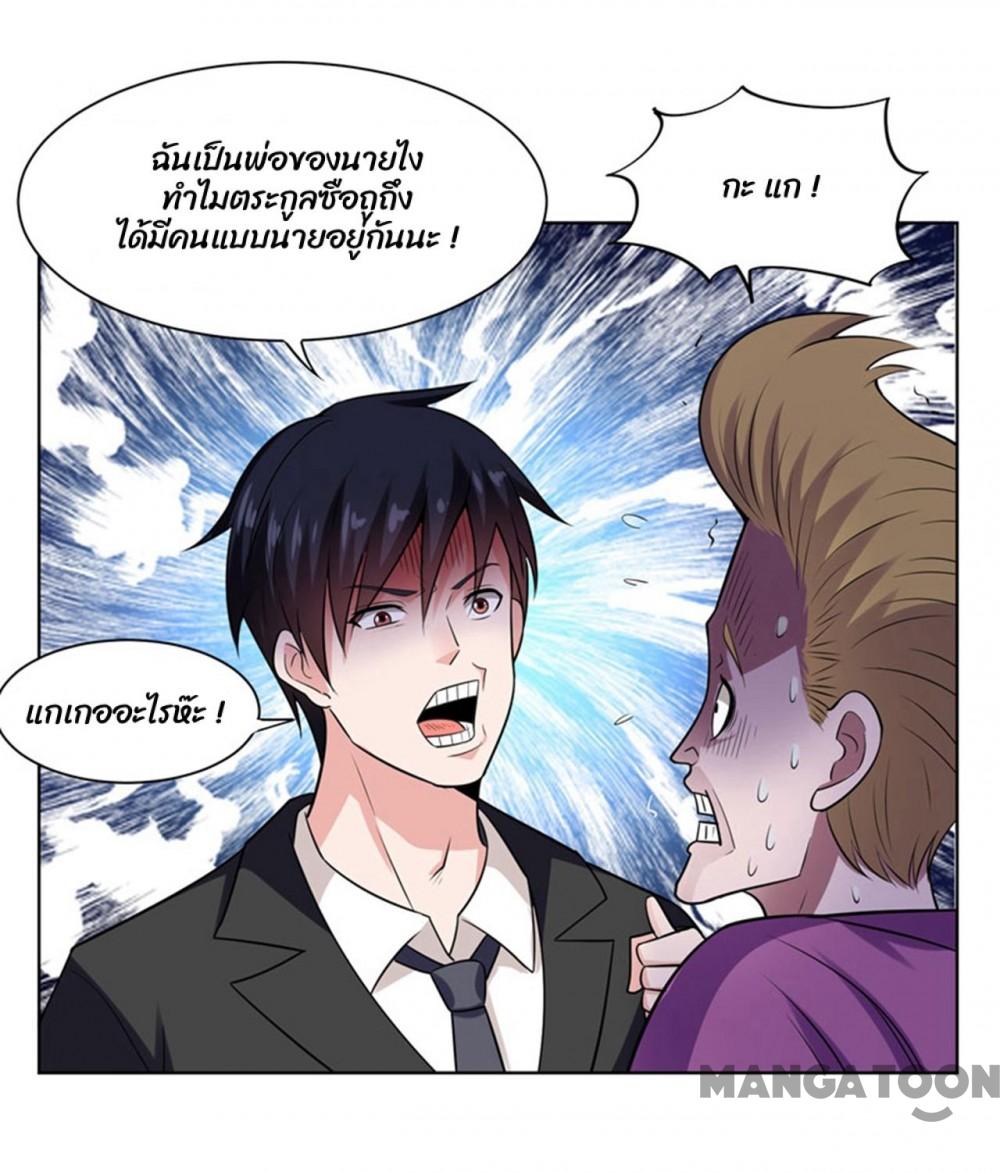 ฉันเป็นพ่อของนายไง
ทำไมตระกูลซือถูถึง
ได้มีคนแบบนายอยู่กันนะ !
กะ แก !
แกเกออะไรห๊ะ !
MANGATOON